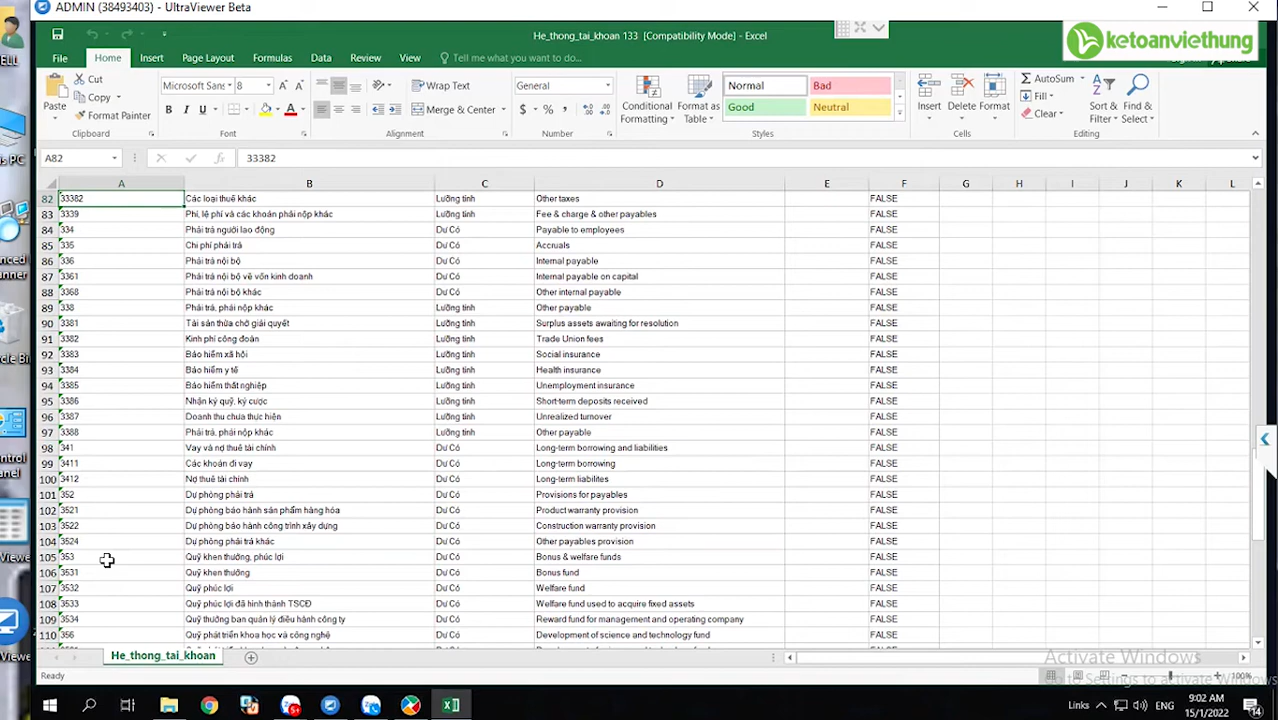 ADMIN (38493403) - UltraViewer Beta
He_thong_tai_khoan 133 [Compatibility Mode] - Excel
ketoanviethung
File Home Insert Page Layout Formulas Data Review View Tell me what you want to do...
Paste Cut Copy Format Painter
Microsoft Sans 8
B I U
Wrap Text
Merge & Center
General
$ % ,
Conditional Formatting
Format as Table
Normal Bad
Good Neutral
Insert Delete Format
AutoSum
Fill
Clear
Sort & Filter
Find & Select
Clipboard Font Alignment Number Styles Cells Editing
A82 fx 33382
A B C D E F G H I J K L
82 33382 Các loại thuế khác Lưỡng tính Other taxes FALSE
83 3339 Phí, lệ phí và các khoản phải nộp khác Lưỡng tính Fee & charge & other payables FALSE
84 334 Phải trả người lao động Dư Có Payable to employees FALSE
85 335 Chi phí phải trả Dư Có Accruals FALSE
86 336 Phải trả nội bộ Dư Có Internal payable FALSE
87 3361 Phải trả nội bộ về vốn kinh doanh Dư Có Internal payable on capital FALSE
88 3368 Phải trả nội bộ khác Dư Có Other internal payable FALSE
89 338 Phải trả, phải nộp khác Lưỡng tính Other payable FALSE
90 3381 Tài sản thừa chờ giải quyết Lưỡng tính Surplus assets awaiting for resolution FALSE
91 3382 Kinh phí công đoàn Lưỡng tính Trade Union fees FALSE
92 3383 Bảo hiểm xã hội Lưỡng tính Social insurance FALSE
93 3384 Bảo hiểm y tế Lưỡng tính Health insurance FALSE
94 3385 Bảo hiểm thất nghiệp Lưỡng tính Unemployment insurance FALSE
95 3386 Nhận ký quỹ, ký cược Lưỡng tính Short-term deposits received FALSE
96 3387 Doanh thu chưa thực hiện Lưỡng tính Unrealized turnover FALSE
97 3388 Phải trả, phải nộp khác Lưỡng tính Other payable FALSE
98 341 Vay và nợ thuê tài chính Dư Có Long-term borrowing and liabilities FALSE
99 3411 Các khoản đi vay Dư Có Long-term borrowing FALSE
100 3412 Nợ thuê tài chính Dư Có Long-term liabilites FALSE
101 352 Dự phòng phải trả Dư Có Provisions for payables FALSE
102 3521 Dự phòng bảo hành sản phẩm hàng hóa Dư Có Product warranty provision FALSE
103 3522 Dự phòng bảo hành công trình xây dựng Dư Có Construction warranty provision FALSE
104 3524 Dự phòng phải trả khác Dư Có Other payables provision FALSE
105 353 Quỹ khen thưởng, phúc lợi Dư Có Bonus & welfare funds FALSE
106 3531 Quỹ khen thưởng Dư Có Bonus fund FALSE
107 3532 Quỹ phúc lợi Dư Có Welfare fund FALSE
108 3533 Quỹ phúc lợi đã hình thành TSCĐ Dư Có Welfare fund used to acquire fixed assets FALSE
109 3534 Quỹ thưởng ban quản lý điều hành công ty Dư Có Reward fund for management and operating company FALSE
110 356 Quỹ phát triển khoa học và công nghệ Dư Có Development of science and technology fund FALSE
He_thong_tai_khoan
Activate Windows
Go to Settings to activate Windows
Ready 100%
Links 9:02 AM
15/1/2022